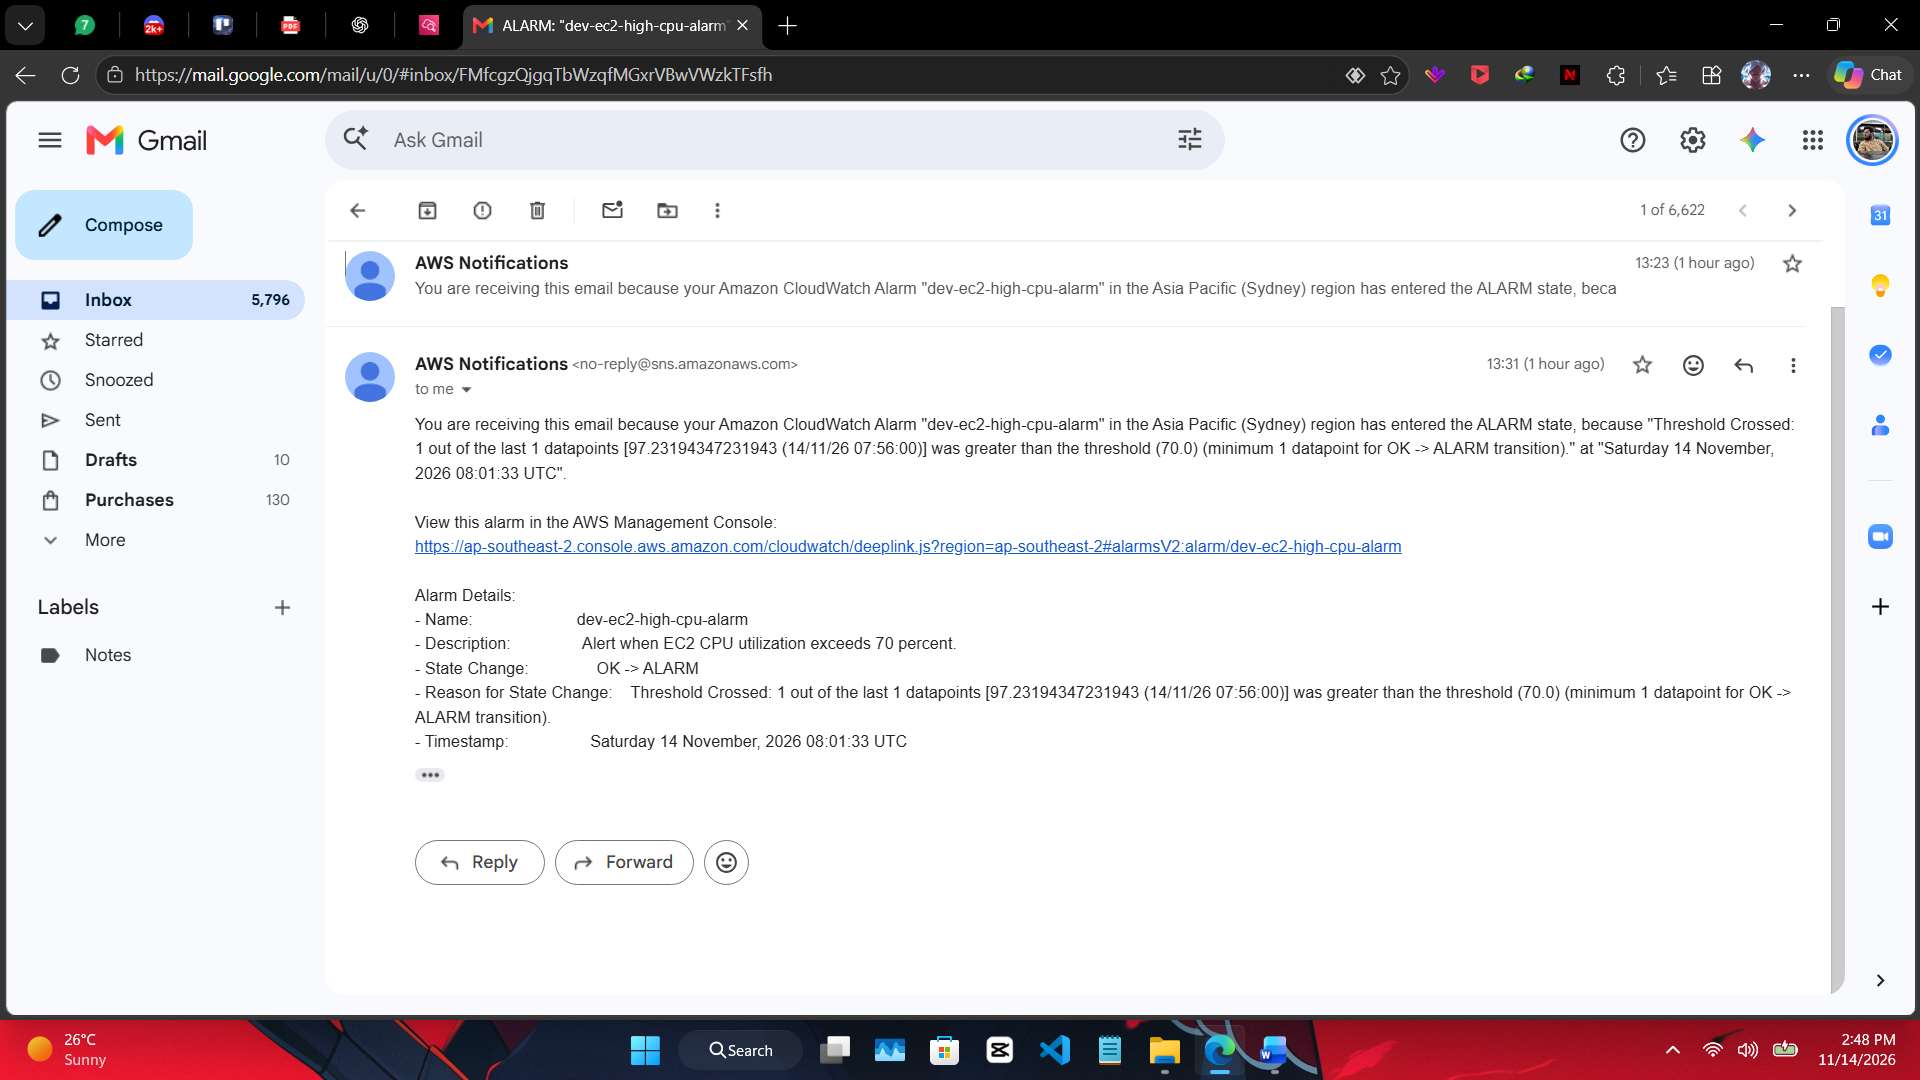 7
2k+
PDF
ALARM: "dev-ec2-high-cpu-alarm"
https://mail.google.com/mail/u/0/#inbox/FMfcgzQjgqTbWzqfMGxrVBwVWzkTFsfh
N
Chat
Gmail
Ask Gmail
Compose
1 of 6,622
31
Inbox 5,796
Starred
Snoozed
Sent
Drafts 10
Purchases 130
More
Labels
Notes
AWS Notifications
13:23 (1 hour ago)
You are receiving this email because your Amazon CloudWatch Alarm "dev-ec2-high-cpu-alarm" in the Asia Pacific (Sydney) region has entered the ALARM state, beca
AWS Notifications <no-reply@sns.amazonaws.com>
13:31 (1 hour ago)
to me
You are receiving this email because your Amazon CloudWatch Alarm "dev-ec2-high-cpu-alarm" in the Asia Pacific (Sydney) region has entered the ALARM state, because "Threshold Crossed:
1 out of the last 1 datapoints [97.23194347231943 (14/11/26 07:56:00)] was greater than the threshold (70.0) (minimum 1 datapoint for OK -> ALARM transition)." at "Saturday 14 November,
2026 08:01:33 UTC".
View this alarm in the AWS Management Console:
https://ap-southeast-2.console.aws.amazon.com/cloudwatch/deeplink.js?region=ap-southeast-2#alarmsV2:alarm/dev-ec2-high-cpu-alarm
Alarm Details:
- Name: dev-ec2-high-cpu-alarm
- Description: Alert when EC2 CPU utilization exceeds 70 percent.
- State Change: OK -> ALARM
- Reason for State Change: Threshold Crossed: 1 out of the last 1 datapoints [97.23194347231943 (14/11/26 07:56:00)] was greater than the threshold (70.0) (minimum 1 datapoint for OK ->
ALARM transition).
- Timestamp: Saturday 14 November, 2026 08:01:33 UTC
Reply
Forward
26°C
Sunny
Search
W
2:48 PM
11/14/2026